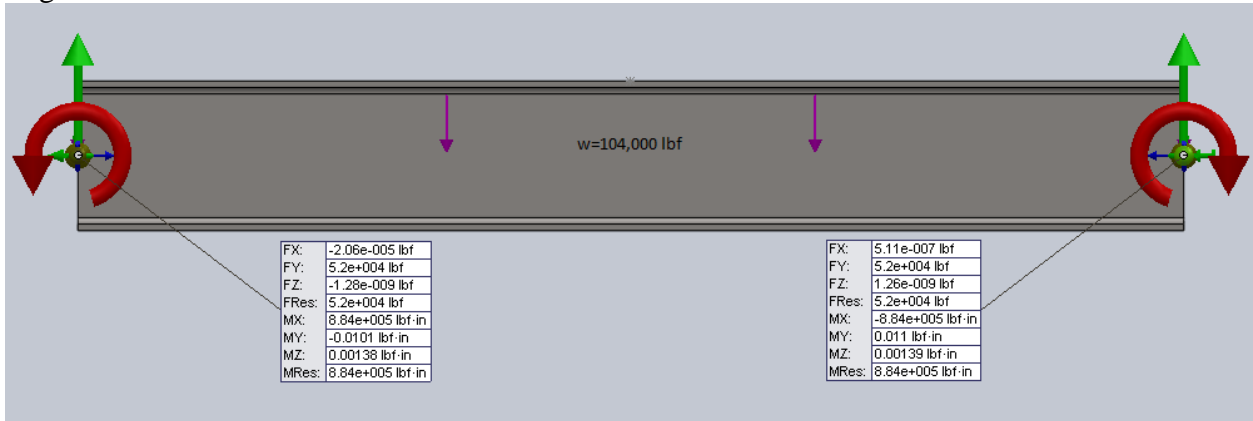 w=104,000 lbf
FX: -2.06e-005 lbf
FY: 5.2e+004 lbf
FZ: -1.28e-009 lbf
FRes: 5.2e+004 lbf
MX: 8.84e+005 lbf·in
MY: -0.0101 lbf·in
MZ: 0.00138 lbf·in
MRes: 8.84e+005 lbf·in
FX: 5.11e-007 lbf
FY: 5.2e+004 lbf
FZ: 1.26e-009 lbf
FRes: 5.2e+004 lbf
MX: -8.84e+005 lbf·in
MY: 0.011 lbf·in
MZ: 0.00139 lbf·in
MRes: 8.84e+005 lbf·in